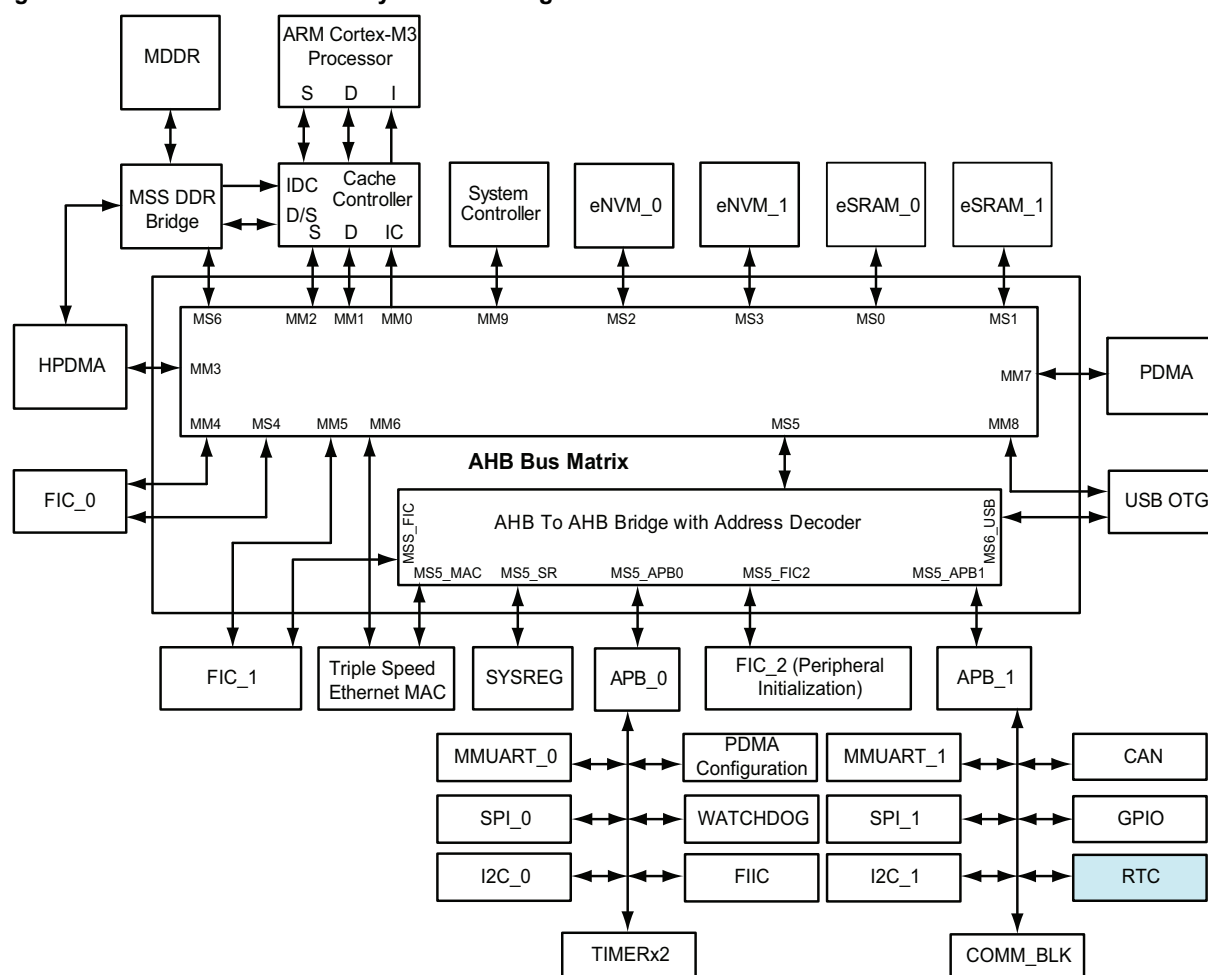 MDDR
ARM Cortex-M3
Processor
S D I
MSS DDR
Bridge
IDC Cache
Controller
D/S
S D IC
System
Controller
eNVM_0
eNVM_1
eSRAM_0
eSRAM_1
MS6 MM2 MM1 MM0 MM9 MS2 MS3 MS0 MS1
HPDMA
MM3
MM7
PDMA
MM4 MS4 MM5 MM6 MS5 MM8
AHB Bus Matrix
FIC_0
USB OTG
MSS_FIC
AHB To AHB Bridge with Address Decoder
MS6_USB
MS5_MAC MS5_SR MS5_APB0 MS5_FIC2 MS5_APB1
FIC_1
Triple Speed
Ethernet MAC
SYSREG
APB_0
FIC_2 (Peripheral
Initialization)
APB_1
MMUART_0
PDMA
Configuration
MMUART_1
CAN
SPI_0
WATCHDOG
SPI_1
GPIO
I2C_0
FIIC
I2C_1
RTC
TIMERx2
COMM_BLK